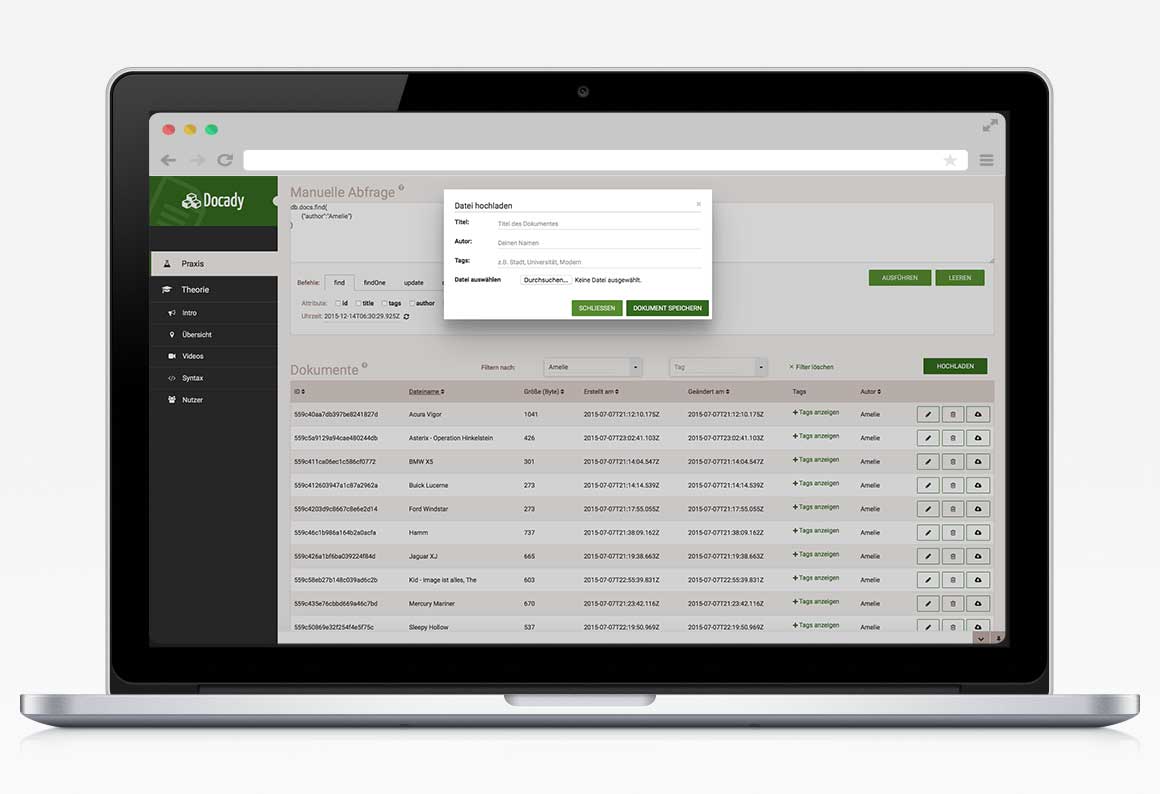 Docady
Praxis
Theorie
Intro
Übersicht
Videos
Syntax
Nutzer
Manuelle Abfrage
db.docs.find(
{"author":"Amelie"}
)
Befehle: find findOne update
Attribute: id title tags author
Uhrzeit: 2015-12-14T06:30:29.925Z
AUSFÜHREN LEEREN
Datei hochladen ×
Titel: Titel des Dokumentes
Autor: Deinen Namen
Tags: z.B. Stadt, Universität, Modern
Datei auswählen Durchsuchen... Keine Datei ausgewählt.
SCHLIESSEN DOKUMENT SPEICHERN
Dokumente Filtern nach: Amelie Tag × Filter löschen HOCHLADEN
ID Dateiname Größe (Byte) Erstellt am Geändert am Tags Autor
559c40aa7db397be8241827d Acura Vigor 1041 2015-07-07T21:12:10.175Z 2015-07-07T21:12:10.175Z +Tags anzeigen Amelie
559c5a9129a94cae480244db Asterix - Operation Hinkelstein 426 2015-07-07T23:02:41.103Z 2015-07-07T23:02:41.103Z +Tags anzeigen Amelie
559c411ca06ec1c586cf0772 BMW X5 301 2015-07-07T21:14:04.547Z 2015-07-07T21:14:04.547Z +Tags anzeigen Amelie
559c412603947a1c87a2962a Buick Lucerne 273 2015-07-07T21:14:14.539Z 2015-07-07T21:14:14.539Z +Tags anzeigen Amelie
559c4203d9c8667c8e6e2d14 Ford Windstar 273 2015-07-07T21:17:55.055Z 2015-07-07T21:17:55.055Z +Tags anzeigen Amelie
559c46c1b986a164b2a0acfa Hamm 737 2015-07-07T21:38:09.162Z 2015-07-07T21:38:09.162Z +Tags anzeigen Amelie
559c426a1bf6ba039224f84d Jaguar XJ 665 2015-07-07T21:19:38.663Z 2015-07-07T21:19:38.663Z +Tags anzeigen Amelie
559c58eb27b148c039ad6c2b Kid - Image ist alles, The 603 2015-07-07T22:55:39.831Z 2015-07-07T22:55:39.831Z +Tags anzeigen Amelie
559c435e76cbbd669a46c7bd Mercury Mariner 670 2015-07-07T21:23:42.116Z 2015-07-07T21:23:42.116Z +Tags anzeigen Amelie
559c50869e32f254f4e5f75c Sleepy Hollow 537 2015-07-07T22:19:50.969Z 2015-07-07T22:19:50.969Z +Tags anzeigen Amelie